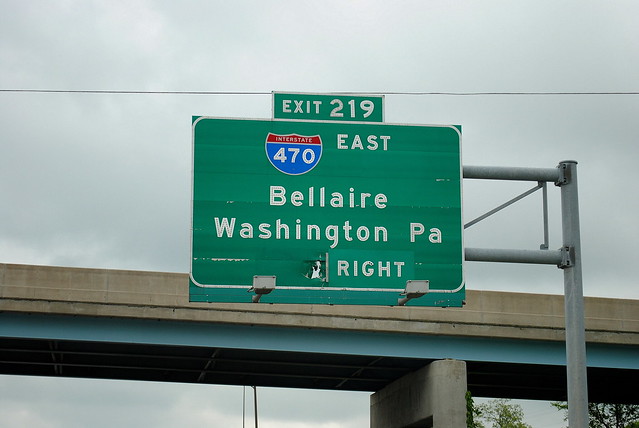 EXIT 219
INTERSTATE
470 EAST
Bellaire
Washington Pa
RIGHT